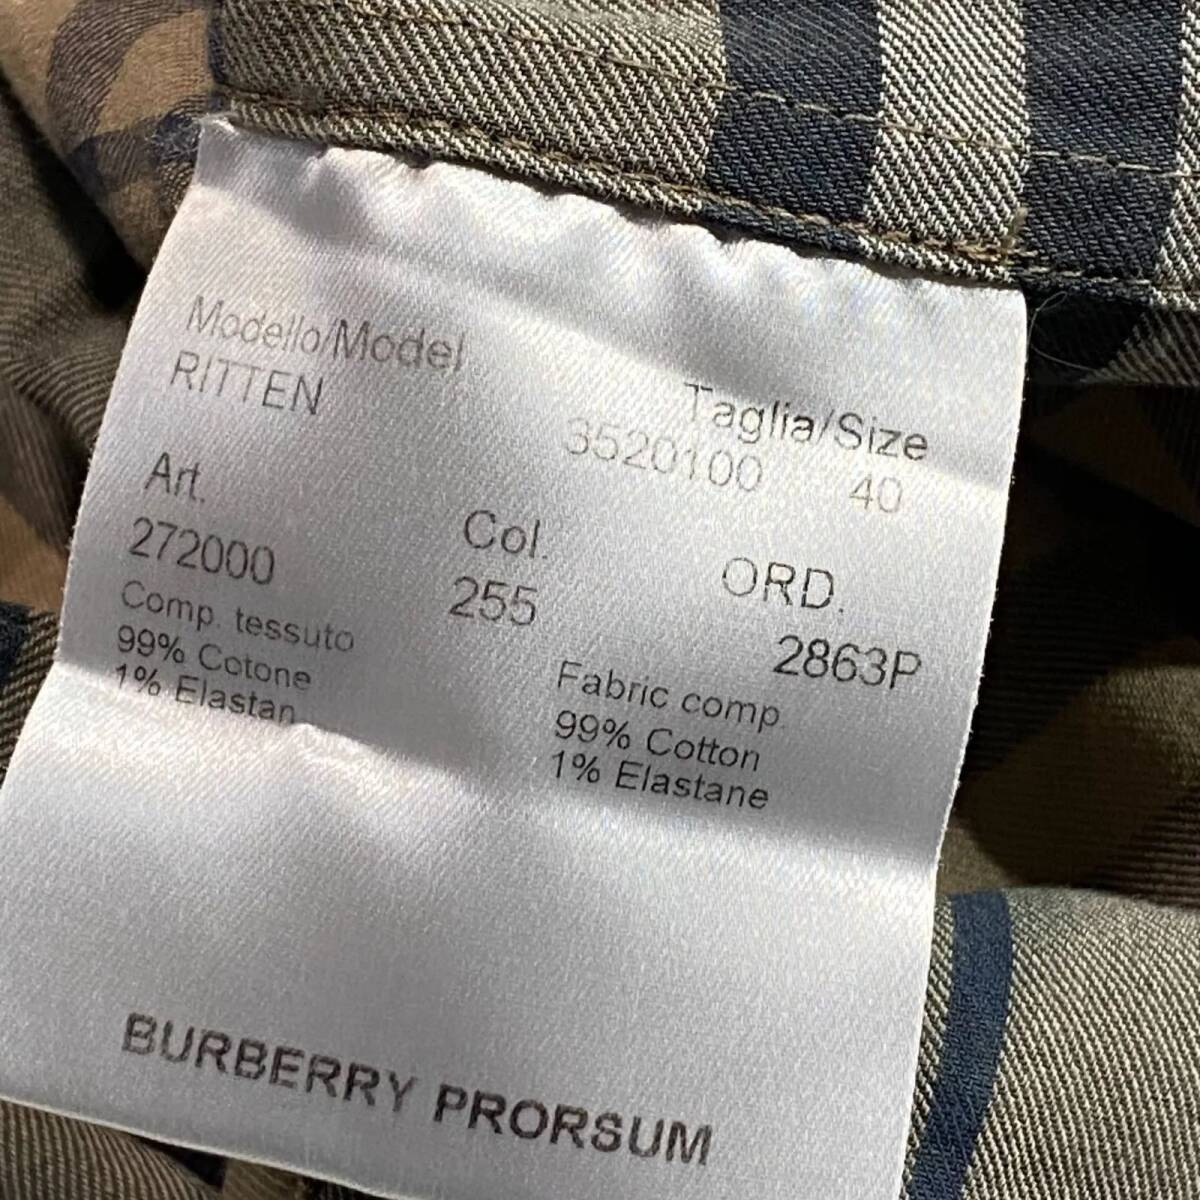 Modello/Model
RITTEN
Taglia/Size
3520100 40
Art.
272000
Col.
255
ORD.
2863P
Comp. tessuto
99% Cotone
1% Elastan
Fabric comp.
99% Cotton
1% Elastane
BURBERRY PRORSUM